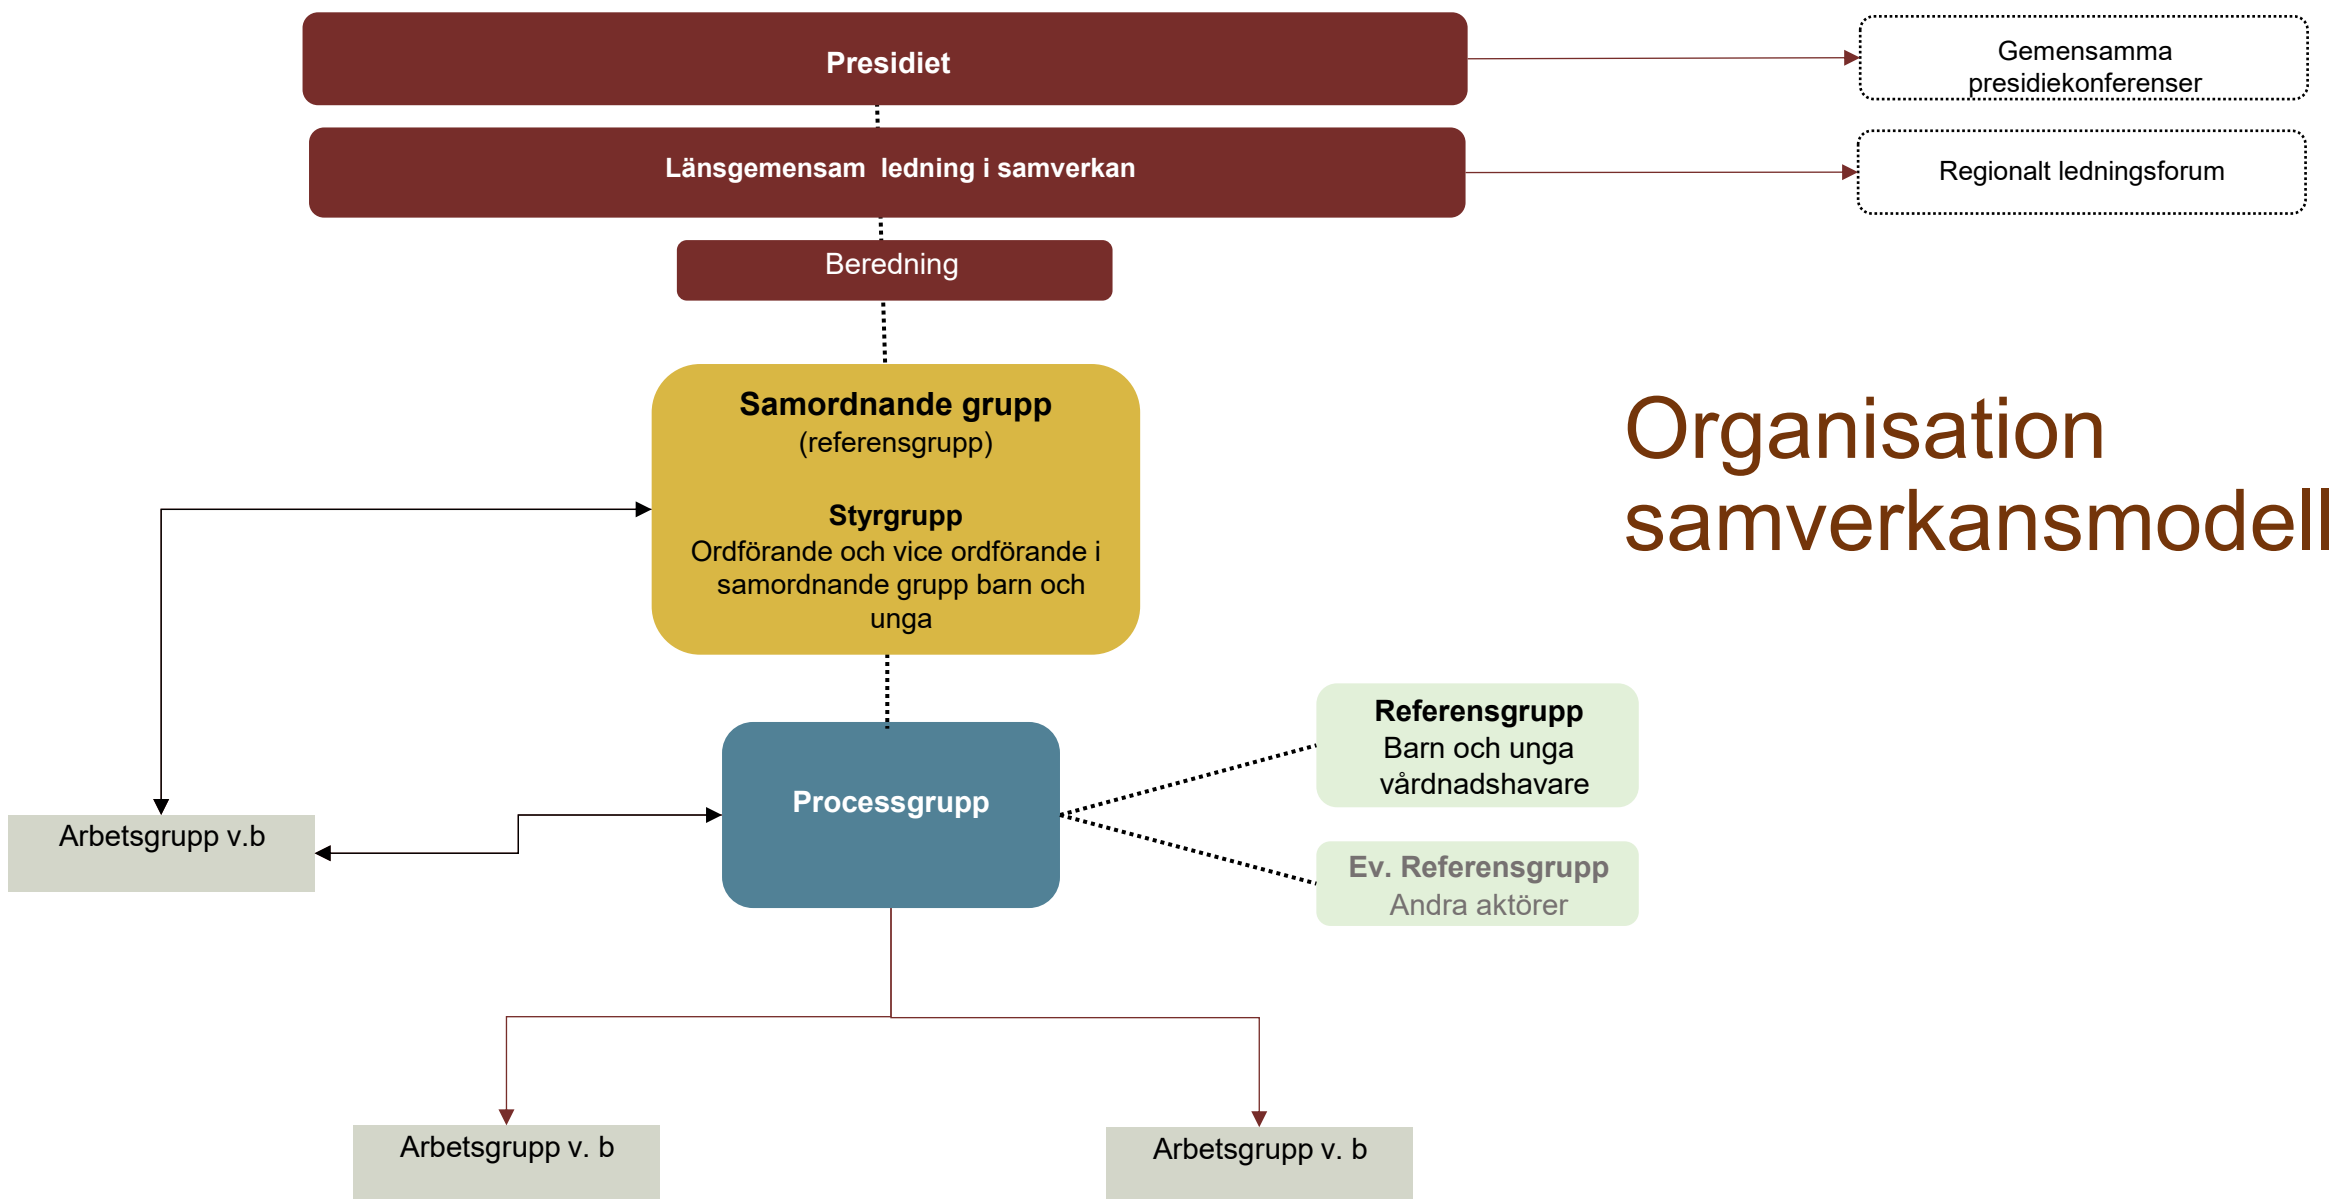 Presidiet
Gemensamma
presidiekonferenser
Länsgemensam  ledning i samverkan
Regionalt ledningsforum
Beredning
Samordnande grupp
(referensgrupp)
Styrgrupp
Ordförande och vice ordförande i
samordnande grupp barn och
unga
Organisation
samverkansmodell
Referensgrupp
Barn och unga
vårdnadshavare
Processgrupp
Arbetsgrupp v.b
Ev. Referensgrupp
Andra aktörer
Arbetsgrupp v. b
Arbetsgrupp v. b